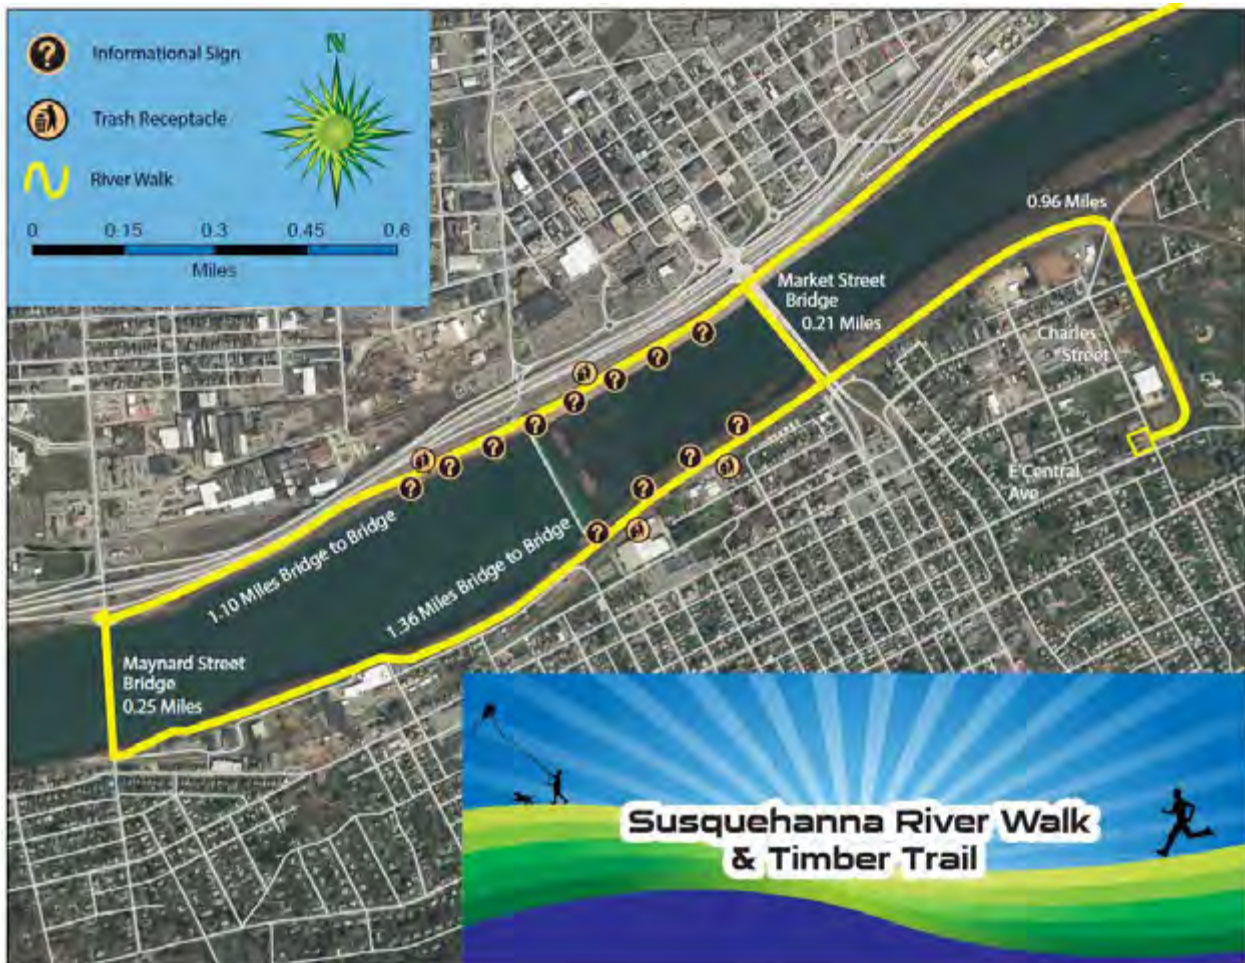 N
Informational Sign
Trash Receptacle
River Walk
0 0.15 0.3 0.45 0.6
Miles
0.96 Miles
Market Street
Bridge
0.21 Miles
Charles
Street
E Central
Ave
1.10 Miles Bridge to Bridge
1.36 Miles Bridge to Bridge
Maynard Street
Bridge
0.25 Miles
Susquehanna River Walk
& Timber Trail